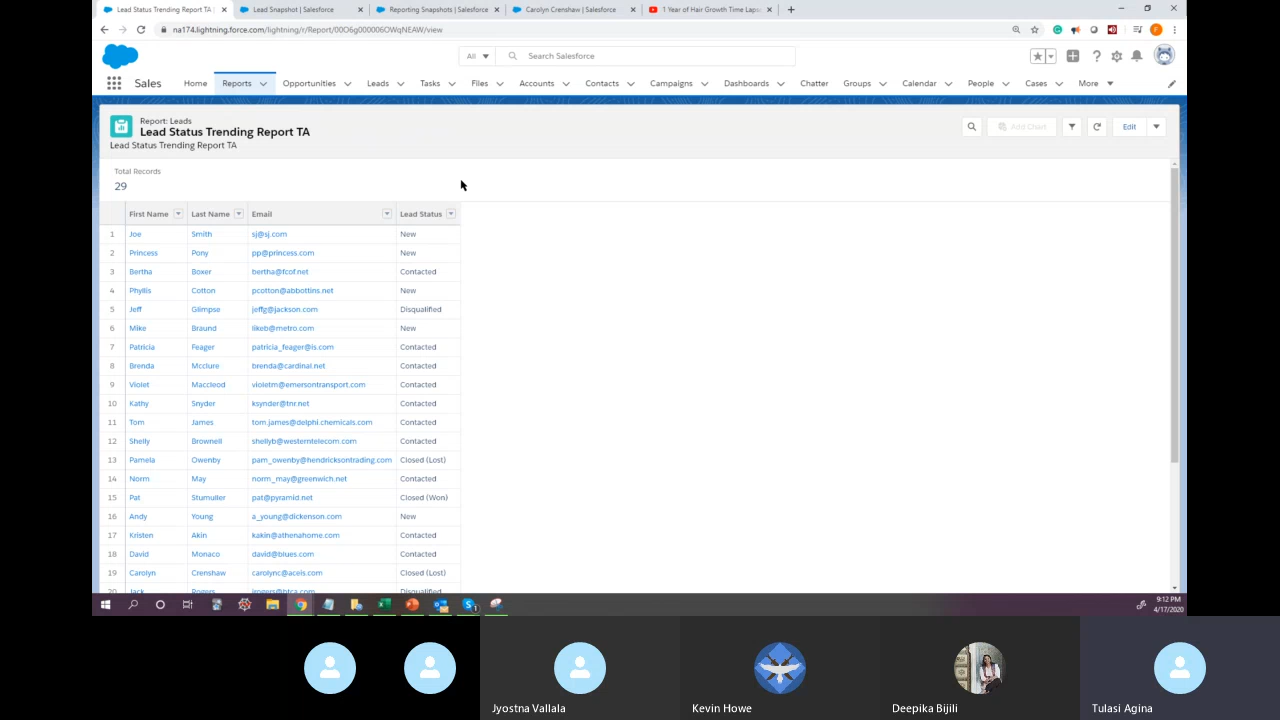 Lead Status Trending Report TA
Lead Snapshot | Salesforce
Reporting Snapshots | Salesforce
Carolyn Crenshaw | Salesforce
1 Year of Hair Growth Time Laps
na174.lightning.force.com/lightning/r/Report/00O6g000006OWqNEAW/view
All
Search Salesforce
Sales
Home
Reports
Opportunities
Leads
Tasks
Files
Accounts
Contacts
Campaigns
Dashboards
Chatter
Groups
Calendar
People
Cases
More
Report: Leads
Lead Status Trending Report TA
Lead Status Trending Report TA
Add Chart
Edit
Total Records
29
First Name Last Name Email Lead Status
1 Joe Smith sj@sj.com New
2 Princess Pony pp@princess.com New
3 Bertha Boxer bertha@fcof.net Contacted
4 Phyllis Cotton pcotton@abbottins.net New
5 Jeff Glimpse jeffg@jackson.com Disqualified
6 Mike Braund likeb@metro.com New
7 Patricia Feager patricia_feager@is.com Contacted
8 Brenda Mcclure brenda@cardinal.net Contacted
9 Violet Maccleod violetm@emersontransport.com Contacted
10 Kathy Snyder ksynder@tnr.net Contacted
11 Tom James tom.james@delphi.chemicals.com Contacted
12 Shelly Brownell shellyb@westerntelecom.com Contacted
13 Pamela Owenby pam_owenby@hendricksontrading.com Closed (Lost)
14 Norm May norm_may@greenwich.net Contacted
15 Pat Stumuller pat@pyramid.net Closed (Won)
16 Andy Young a_young@dickenson.com New
17 Kristen Akin kakin@athenahome.com Contacted
18 David Monaco david@blues.com Contacted
19 Carolyn Crenshaw carolync@aceis.com Closed (Lost)
20 Jack Rogers jrogers@btca.com Disqualified
9:12 PM
4/17/2020
Jyostna Vallala
Kevin Howe
Deepika Bijili
Tulasi Agina